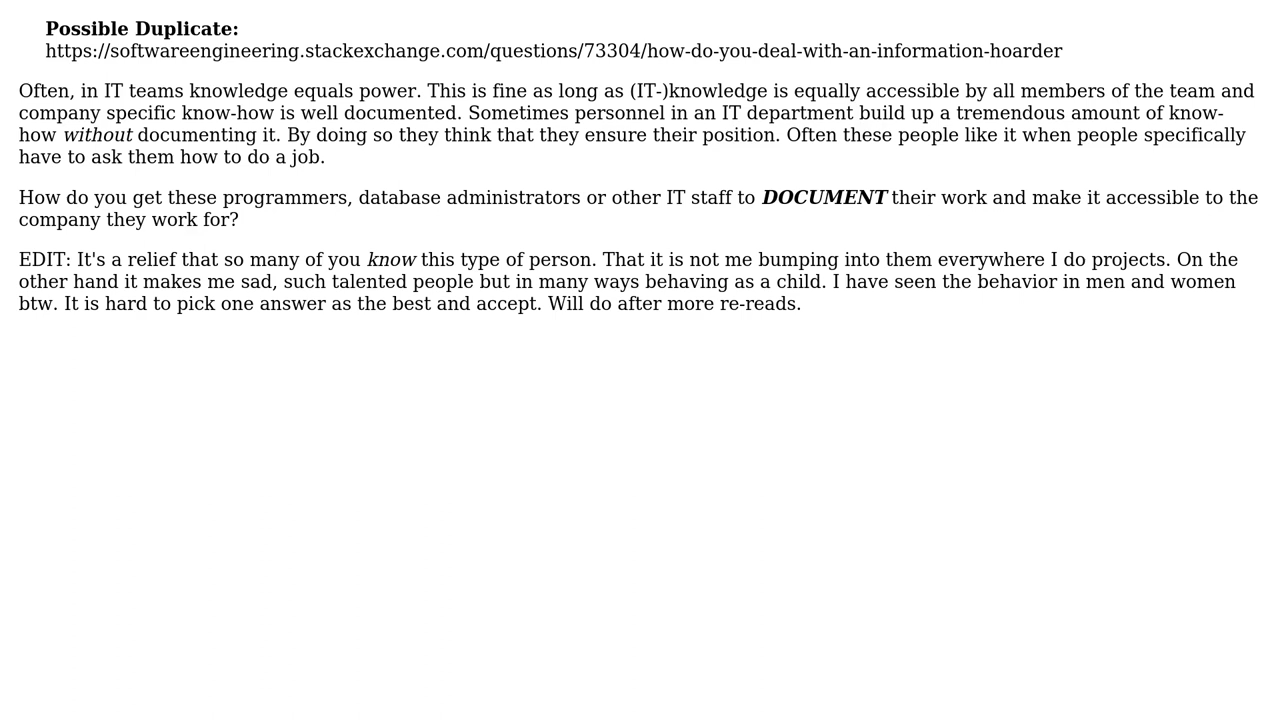 Possible Duplicate:
https://softwareengineering.stackexchange.com/questions/73304/how-do-you-deal-with-an-information-hoarder
Often, in IT teams knowledge equals power. This is fine as long as (IT-)knowledge is equally accessible by all members of the team and
company specific know-how is well documented. Sometimes personnel in an IT department build up a tremendous amount of know-
how without documenting it. By doing so they think that they ensure their position. Often these people like it when people specifically
have to ask them how to do a job.
How do you get these programmers, database administrators or other IT staff to DOCUMENT their work and make it accessible to the
company they work for?
EDIT: It's a relief that so many of you know this type of person. That it is not me bumping into them everywhere I do projects. On the
other hand it makes me sad, such talented people but in many ways behaving as a child. I have seen the behavior in men and women
btw. It is hard to pick one answer as the best and accept. Will do after more re-reads.